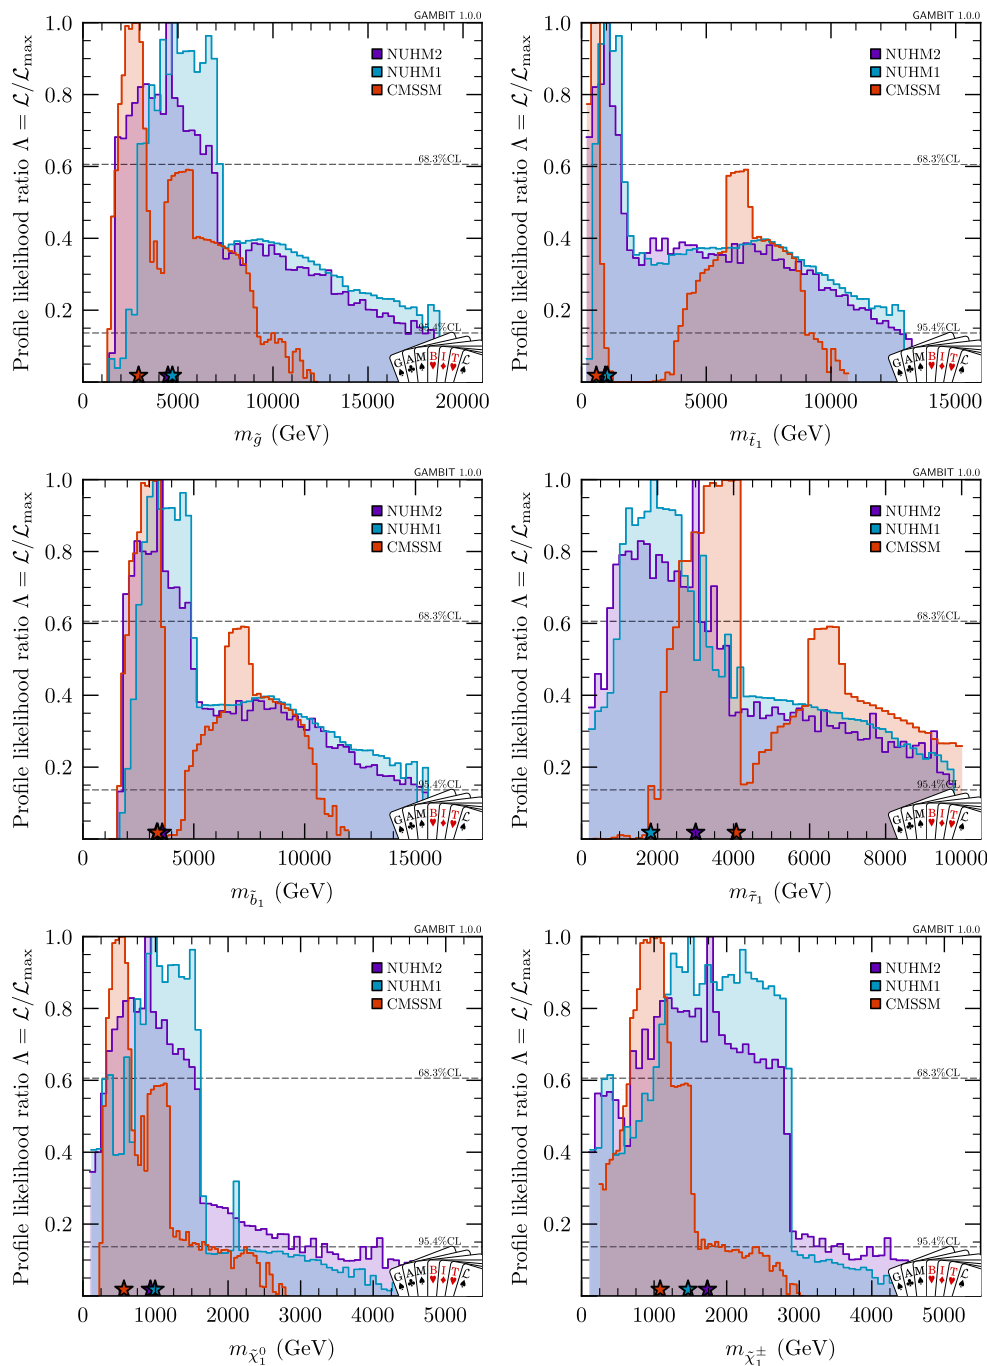 GAMBIT 1.0.0
Profile likelihood ratio Λ = ℒ/ℒmax
1.0
0.8
0.6
0.4
0.2
NUHM2
NUHM1
CMSSM
68.3%CL
95.4%CL
G A M B I T ℒ
0 5000 10000 15000 20000
m_g̃ (GeV)
GAMBIT 1.0.0
Profile likelihood ratio Λ = ℒ/ℒmax
1.0
0.8
0.6
0.4
0.2
NUHM2
NUHM1
CMSSM
68.3%CL
95.4%CL
G A M B I T ℒ
0 5000 10000 15000
m_t̃₁ (GeV)
GAMBIT 1.0.0
Profile likelihood ratio Λ = ℒ/ℒmax
1.0
0.8
0.6
0.4
0.2
NUHM2
NUHM1
CMSSM
68.3%CL
95.4%CL
G A M B I T ℒ
0 5000 10000 15000
m_b̃₁ (GeV)
GAMBIT 1.0.0
Profile likelihood ratio Λ = ℒ/ℒmax
1.0
0.8
0.6
0.4
0.2
NUHM2
NUHM1
CMSSM
68.3%CL
95.4%CL
G A M B I T ℒ
0 2000 4000 6000 8000 10000
m_τ̃₁ (GeV)
GAMBIT 1.0.0
Profile likelihood ratio Λ = ℒ/ℒmax
1.0
0.8
0.6
0.4
0.2
NUHM2
NUHM1
CMSSM
68.3%CL
95.4%CL
G A M B I T ℒ
0 1000 2000 3000 4000 5000
m_χ̃₁⁰ (GeV)
GAMBIT 1.0.0
Profile likelihood ratio Λ = ℒ/ℒmax
1.0
0.8
0.6
0.4
0.2
NUHM2
NUHM1
CMSSM
68.3%CL
95.4%CL
G A M B I T ℒ
0 1000 2000 3000 4000 5000
m_χ̃₁± (GeV)